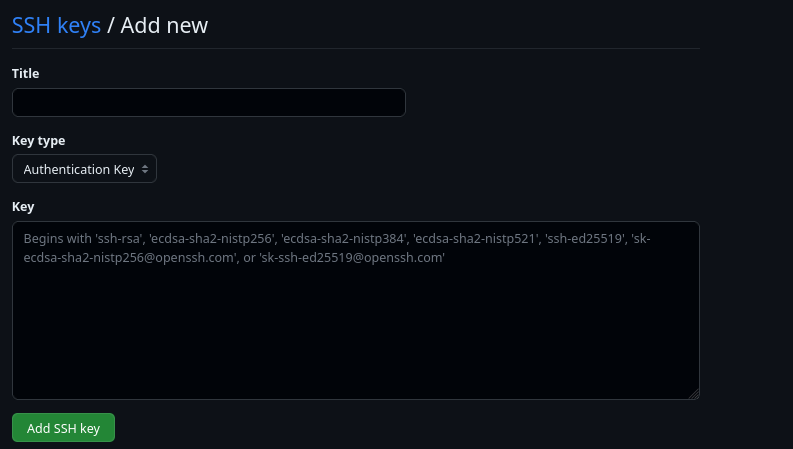 SSH keys / Add new
Title
Key type
Authentication Key
Key
Begins with 'ssh-rsa', 'ecdsa-sha2-nistp256', 'ecdsa-sha2-nistp384', 'ecdsa-sha2-nistp521', 'ssh-ed25519', 'sk-
ecdsa-sha2-nistp256@openssh.com', or 'sk-ssh-ed25519@openssh.com'
Add SSH key